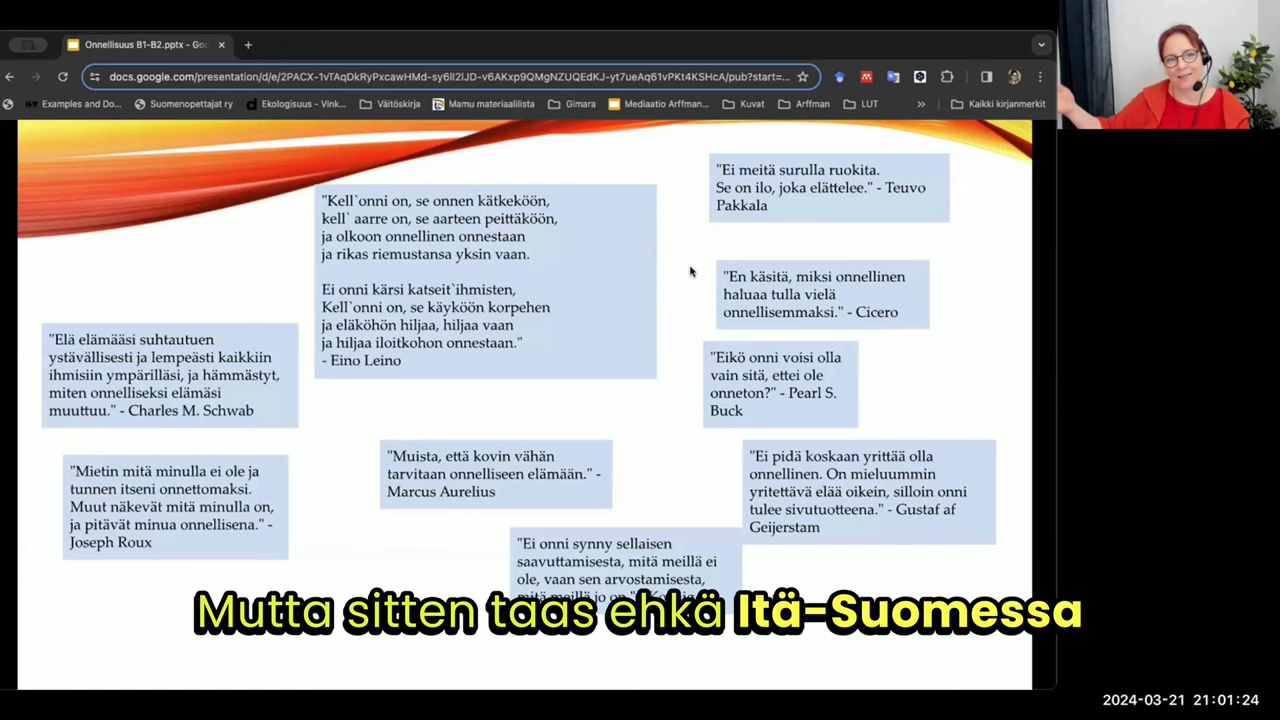 Onnellisuus B1-B2.pptx - Goo
docs.google.com/presentation/d/e/2PACX-1vTAqDkRyPxcawHMd-sy6lI2IJD-v6AKxp9QMgNZUQEdKJ-yt7ueAq61vPKt4KSHcA/pub?start=...
Examples and Do...
Suomenopettajat ry
Ekologisuus - Vink...
Väitöskirja
Mamu materiaalilista
Gimara
Mediaatio Arffman...
Kuvat
Arffman
LUT
»
Kaikki kirjanmerkit
"Ei meitä surulla ruokita.
Se on ilo, joka elättelee." - Teuvo
Pakkala
"Kell`onni on, se onnen kätkeköön,
kell` aarre on, se aarteen peittäköön,
ja olkoon onnellinen onnestaan
ja rikas riemustansa yksin vaan.
Ei onni kärsi katseit`ihmisten,
Kell`onni on, se käyköön korpehen
ja eläköhön hiljaa, hiljaa vaan
ja hiljaa iloitkohon onnestaan."
- Eino Leino
"En käsitä, miksi onnellinen
haluaa tulla vielä
onnellisemmaksi." - Cicero
"Elä elämääsi suhtautuen
ystävällisesti ja lempeästi kaikkiin
ihmisiin ympärilläsi, ja hämmästyt,
miten onnelliseksi elämäsi
muuttuu." - Charles M. Schwab
"Eikö onni voisi olla
vain sitä, ettei ole
onneton?" - Pearl S.
Buck
"Mietin mitä minulla ei ole ja
tunnen itseni onnettomaksi.
Muut näkevät mitä minulla on,
ja pitävät minua onnellisena." -
Joseph Roux
"Muista, että kovin vähän
tarvitaan onnelliseen elämään." -
Marcus Aurelius
"Ei pidä koskaan yrittää olla
onnellinen. On mieluummin
yritettävä elää oikein, silloin onni
tulee sivutuotteena." - Gustaf af
Geijerstam
"Ei onni synny sellaisen
saavuttamisesta, mitä meillä ei
ole, vaan sen arvostamisesta,
mitä meillä jo on."
Mutta sitten taas ehkä Itä-Suomessa
2024-03-21 21:01:24